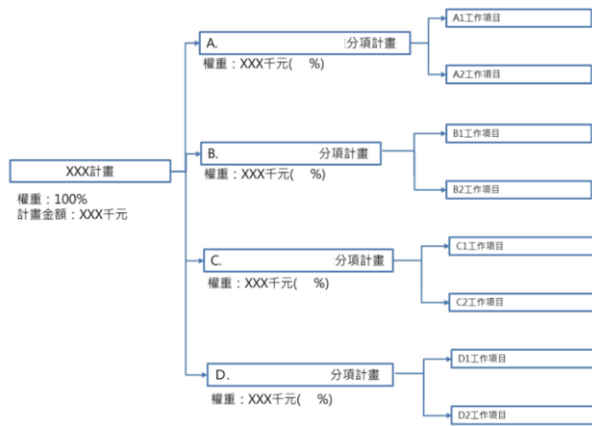 XXX計畫
權重：100%
計畫金額：XXX千元
A. 分項計畫
權重：XXX千元( %)
A1工作項目
A2工作項目
B. 分項計畫
權重：XXX千元( %)
B1工作項目
B2工作項目
C. 分項計畫
權重：XXX千元( %)
C1工作項目
C2工作項目
D. 分項計畫
權重：XXX千元( %)
D1工作項目
D2工作項目